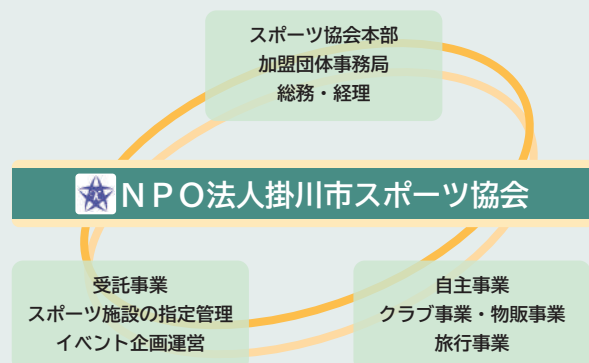 スポーツ協会本部
加盟団体事務局
総務・経理
ＮＰＯ法人掛川市スポーツ協会
受託事業
スポーツ施設の指定管理
イベント企画運営
自主事業
クラブ事業・物販事業
旅行事業